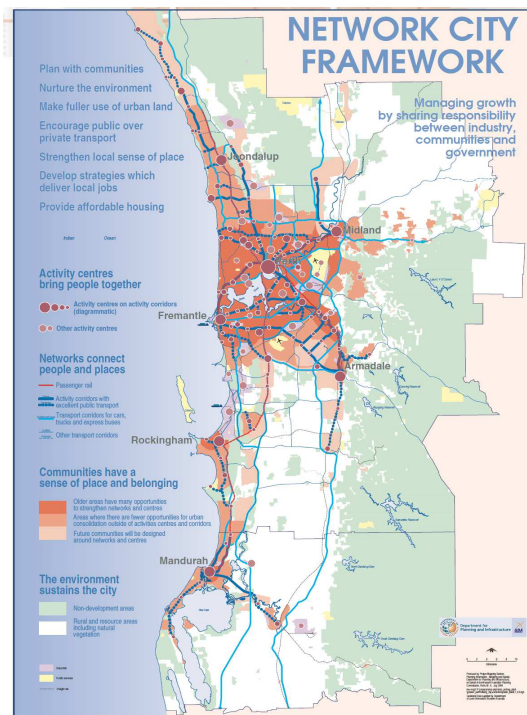 NETWORK CITY
FRAMEWORK
Managing growth
by sharing responsibility
between industry,
communities and
government
Plan with communities
Nurture the environment
Make fuller use of urban land
Encourage public over
private transport
Strengthen local sense of place
Develop strategies which
deliver local jobs
Provide affordable housing
Indian Ocean
Joondalup
Midland
Perth
Fremantle
Armadale
Rockingham
Mandurah
Activity centres
bring people together
Activity centres on activity corridors
(diagrammatic)
Other activity centres
Networks connect
people and places
Passenger rail
Activity corridors with
excellent public transport
Transport corridors for cars,
trucks and express buses
Other transport corridors
Communities have a
sense of place and belonging
Older areas have many opportunities
to strengthen networks and centres
Areas where there are fewer opportunities for urban
consolidation outside of activities centres and corridors
Future communities will be designed
around networks and centres
The environment
sustains the city
Non-development areas
Rural and resource areas
including natural
vegetation
Department for
Planning and Infrastructure